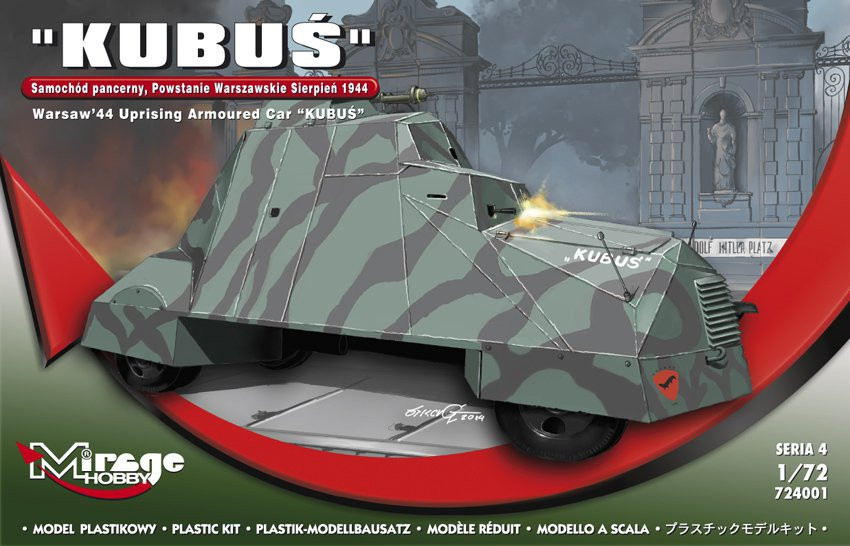 "KUBUŚ"
Samochód pancerny, Powstanie Warszawskie Sierpień 1944
Warsaw'44 Uprising Armoured Car "KUBUŚ"
DOLF HITLER PLATZ
„KUBUŚ"
2014
Mirage®
HOBBY
SERIA 4
1/72
724001
• MODEL PLASTIKOWY • PLASTIC KIT • PLASTIK-MODELLBAUSATZ • MODÈLE RÉDUIT • MODELLO A SCALA • プラスチックモデルキット •